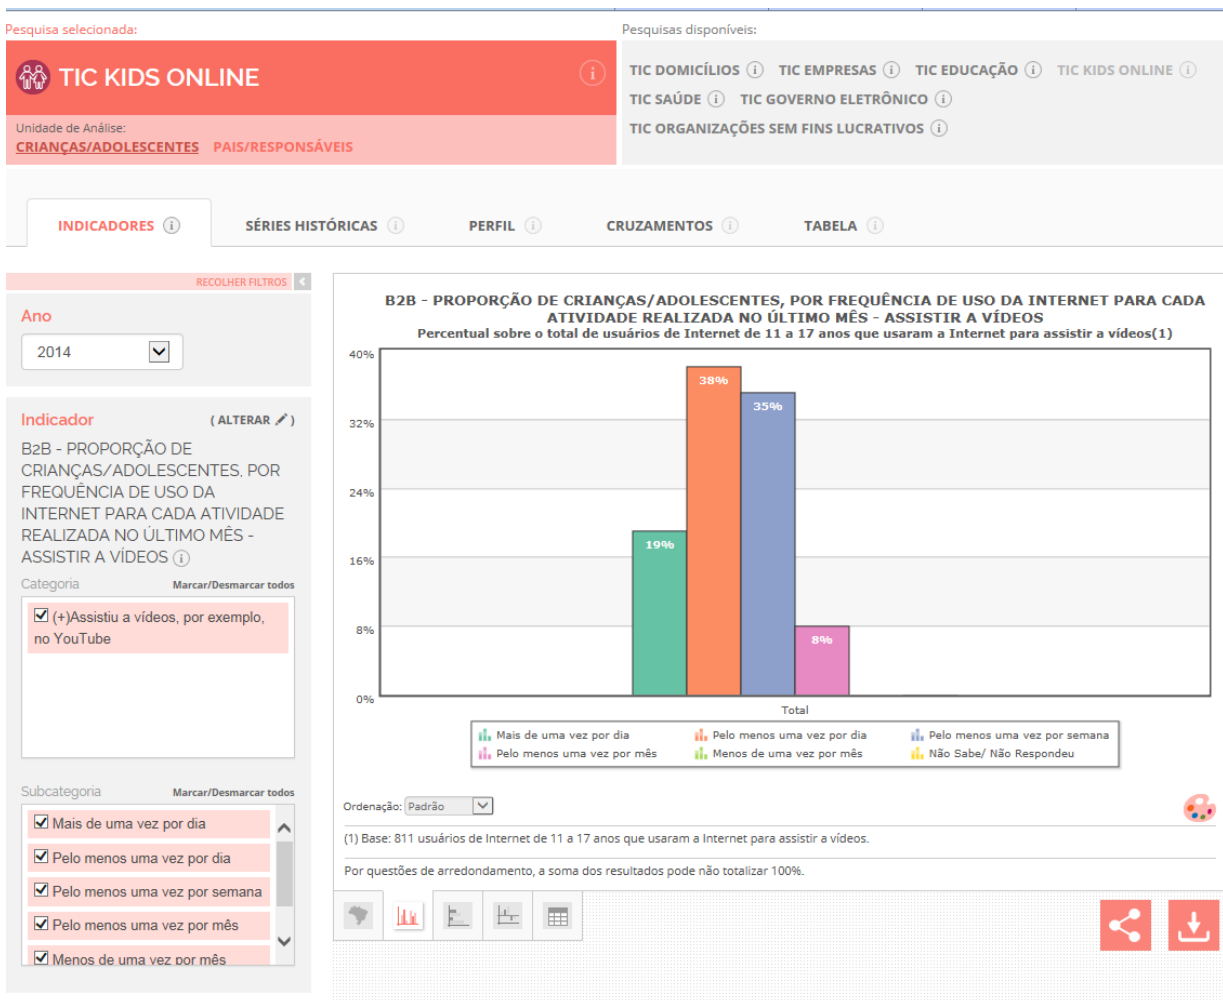 Pesquisa selecionada:
TIC KIDS ONLINE
Unidade de Análise:
CRIANÇAS/ADOLESCENTES PAIS/RESPONSÁVEIS
Pesquisas disponíveis:
TIC DOMICÍLIOS TIC EMPRESAS TIC EDUCAÇÃO TIC KIDS ONLINE
TIC SAÚDE TIC GOVERNO ELETRÔNICO
TIC ORGANIZAÇÕES SEM FINS LUCRATIVOS
INDICADORES SÉRIES HISTÓRICAS PERFIL CRUZAMENTOS TABELA
RECOLHER FILTROS
Ano
2014
Indicador (ALTERAR)
B2B - PROPORÇÃO DE
CRIANÇAS/ADOLESCENTES, POR
FREQUÊNCIA DE USO DA
INTERNET PARA CADA ATIVIDADE
REALIZADA NO ÚLTIMO MÊS -
ASSISTIR A VÍDEOS
Categoria Marcar/Desmarcar todos
(+)Assistiu a vídeos, por exemplo,
no YouTube
Subcategoria Marcar/Desmarcar todos
Mais de uma vez por dia
Pelo menos uma vez por dia
Pelo menos uma vez por semana
Pelo menos uma vez por mês
Menos de uma vez por mês
B2B - PROPORÇÃO DE CRIANÇAS/ADOLESCENTES, POR FREQUÊNCIA DE USO DA INTERNET PARA CADA
ATIVIDADE REALIZADA NO ÚLTIMO MÊS - ASSISTIR A VÍDEOS
Percentual sobre o total de usuários de Internet de 11 a 17 anos que usaram a Internet para assistir a vídeos(1)
40%
32%
24%
16%
8%
0%
19%
38%
35%
8%
Total
Mais de uma vez por dia Pelo menos uma vez por dia Pelo menos uma vez por semana
Pelo menos uma vez por mês Menos de uma vez por mês Não Sabe/ Não Respondeu
Ordenação: Padrão
(1) Base: 811 usuários de Internet de 11 a 17 anos que usaram a Internet para assistir a vídeos.
Por questões de arredondamento, a soma dos resultados pode não totalizar 100%.